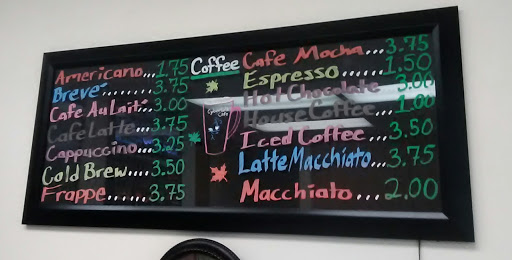 Coffee
Americano...1.75
Breve.......3.75
Cafe Au Lait..3.00
Cafe Latte...3.75
Cappuccino...3.25
Cold Brew....3.50
Frappe.......3.75
Cafe Mocha...3.75
Espresso.....1.50
Hot Chocolate 3.00
House Coffee.. 1.00
Iced Coffee..3.50
Latte Macchiato..3.75
Macchiato...2.00